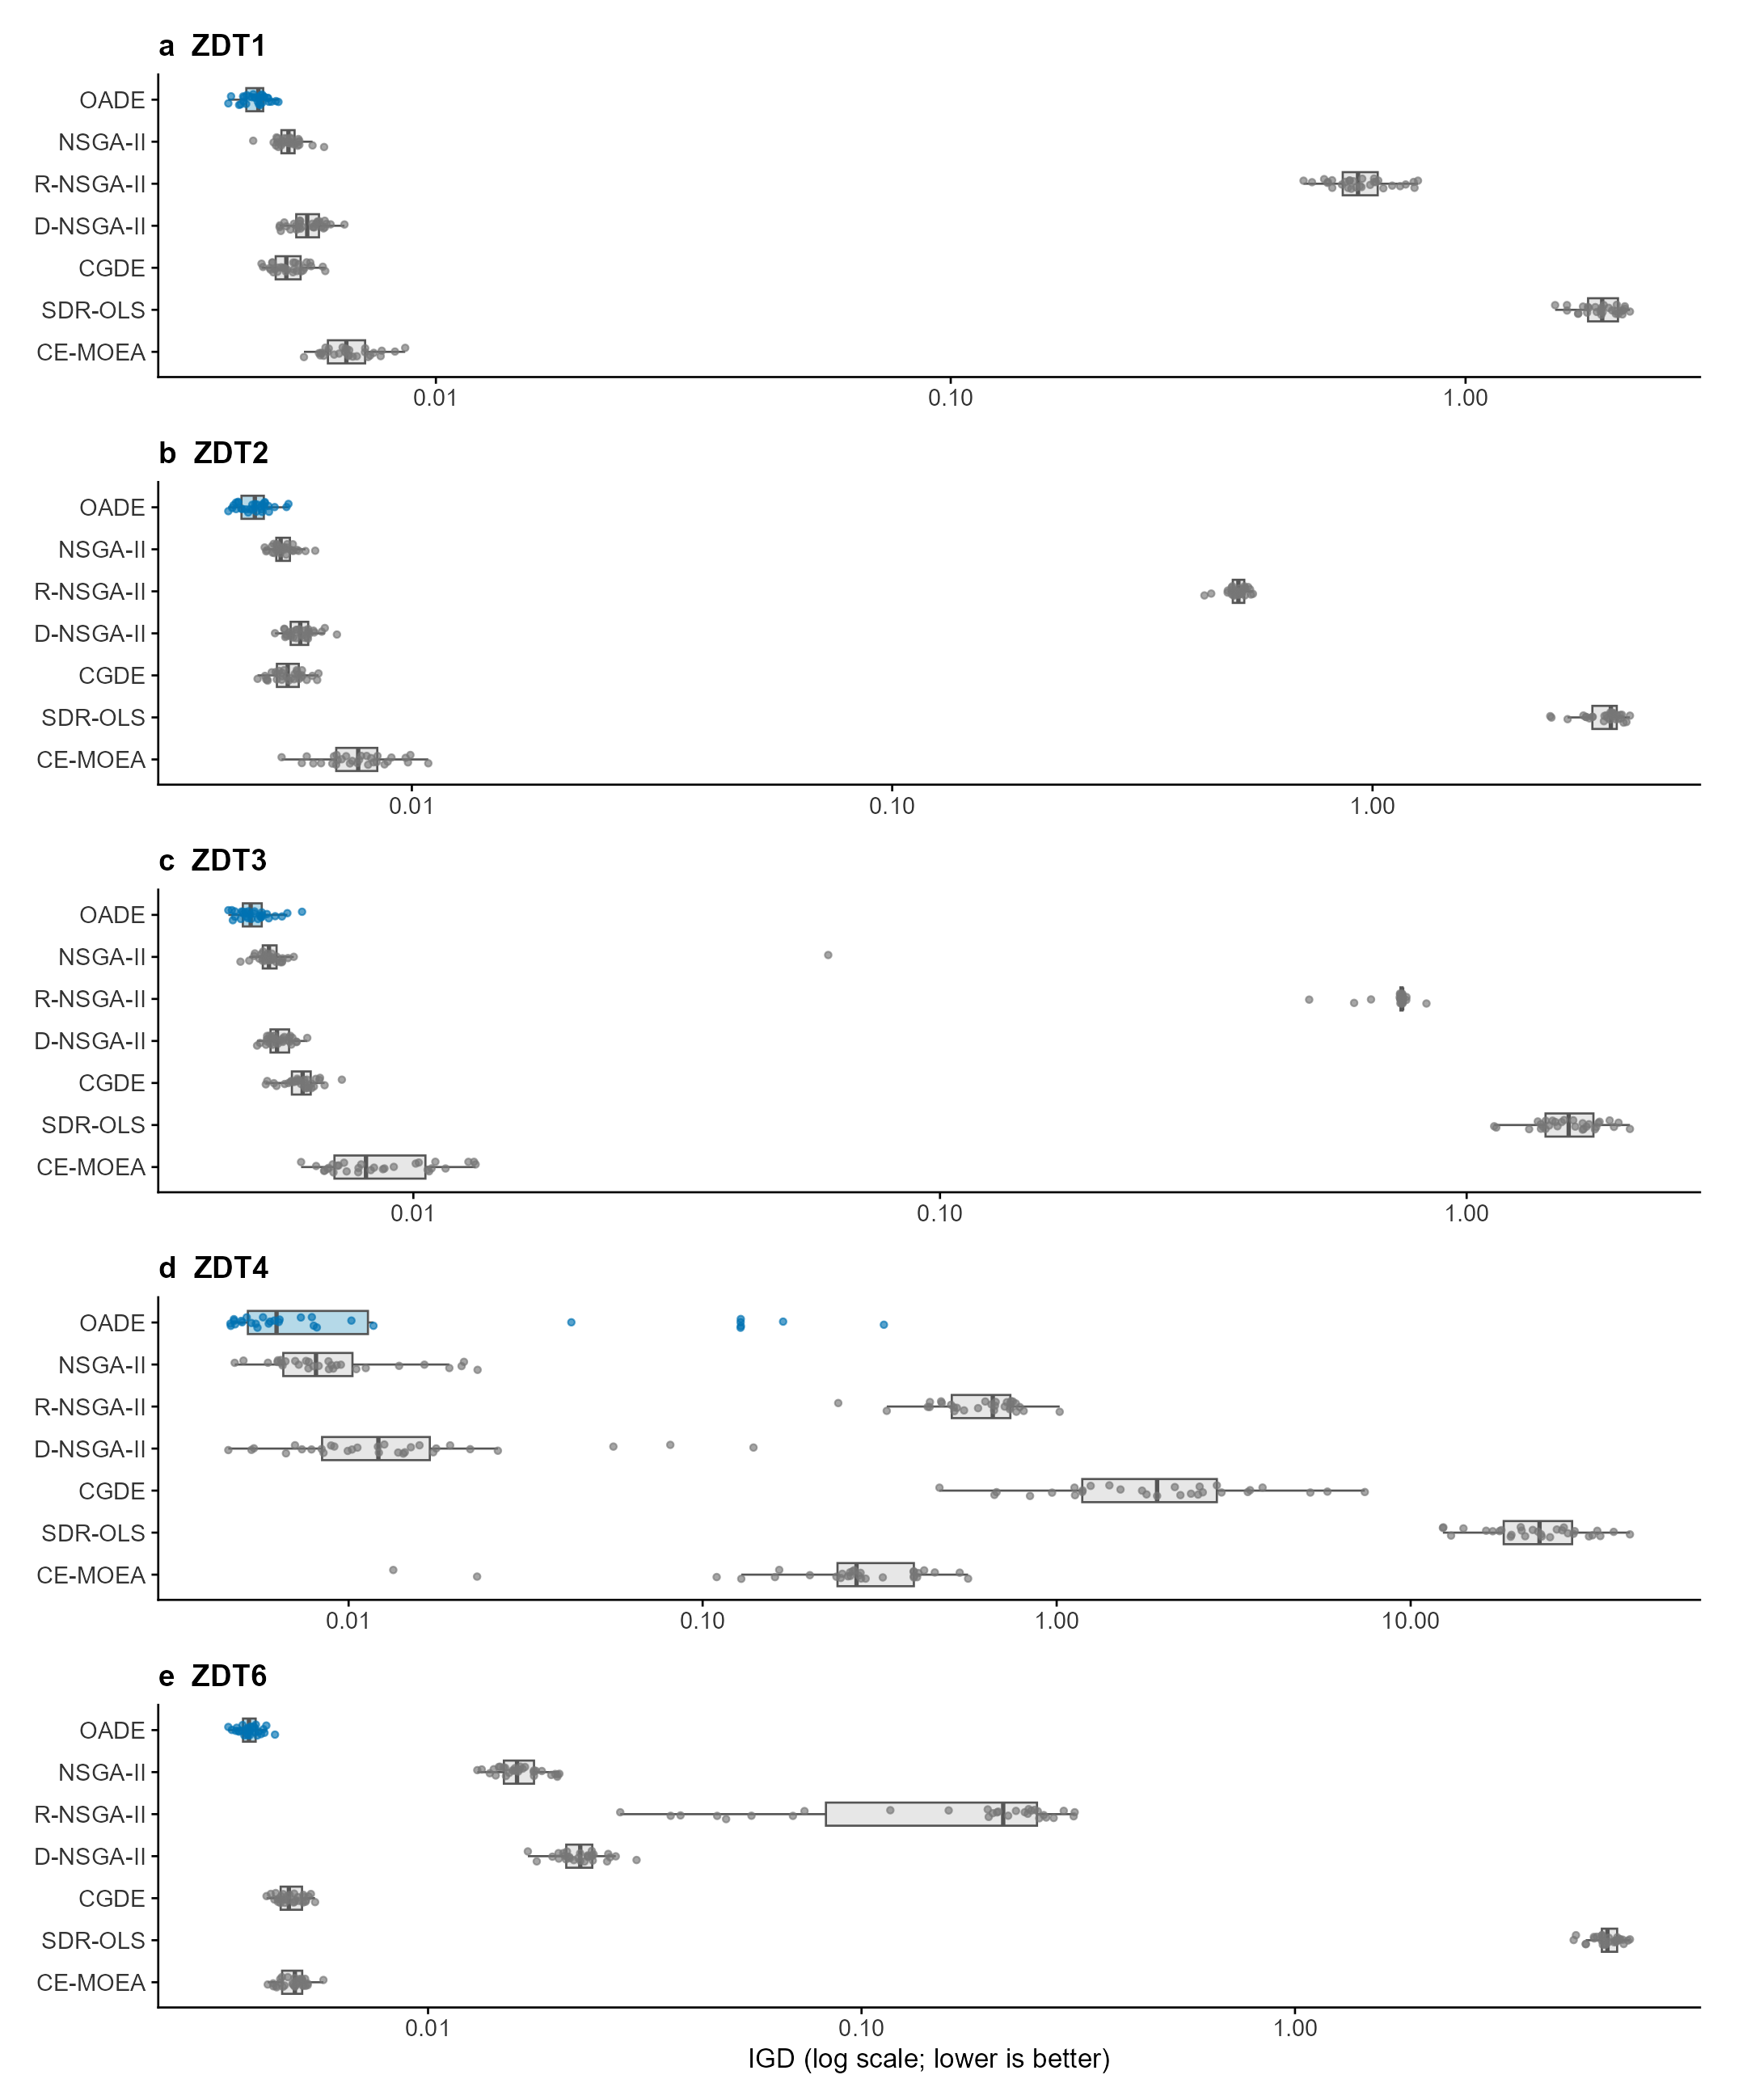 a ZDT1
OADE
NSGA-II
R-NSGA-II
D-NSGA-II
CGDE
SDR-OLS
CE-MOEA
0.01 0.10 1.00
b ZDT2
OADE
NSGA-II
R-NSGA-II
D-NSGA-II
CGDE
SDR-OLS
CE-MOEA
0.01 0.10 1.00
c ZDT3
OADE
NSGA-II
R-NSGA-II
D-NSGA-II
CGDE
SDR-OLS
CE-MOEA
0.01 0.10 1.00
d ZDT4
OADE
NSGA-II
R-NSGA-II
D-NSGA-II
CGDE
SDR-OLS
CE-MOEA
0.01 0.10 1.00 10.00
e ZDT6
OADE
NSGA-II
R-NSGA-II
D-NSGA-II
CGDE
SDR-OLS
CE-MOEA
0.01 0.10 1.00
IGD (log scale; lower is better)